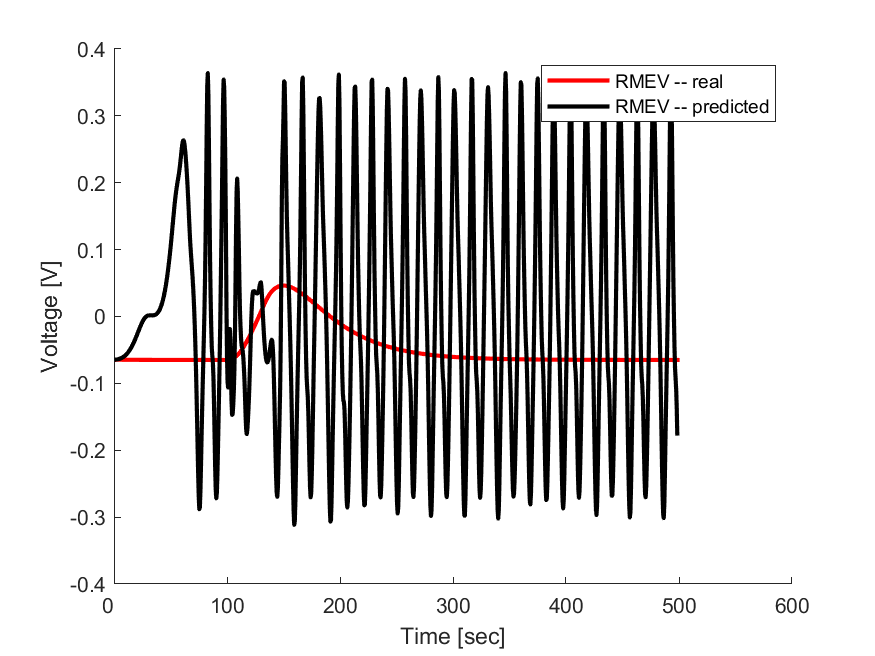 0.4
0.3
0.2
0.1
0
-0.1
-0.2
-0.3
-0.4
Voltage [V]
RMEV -- real
RMEV -- predicted
0 100 200 300 400 500 600
Time [sec]